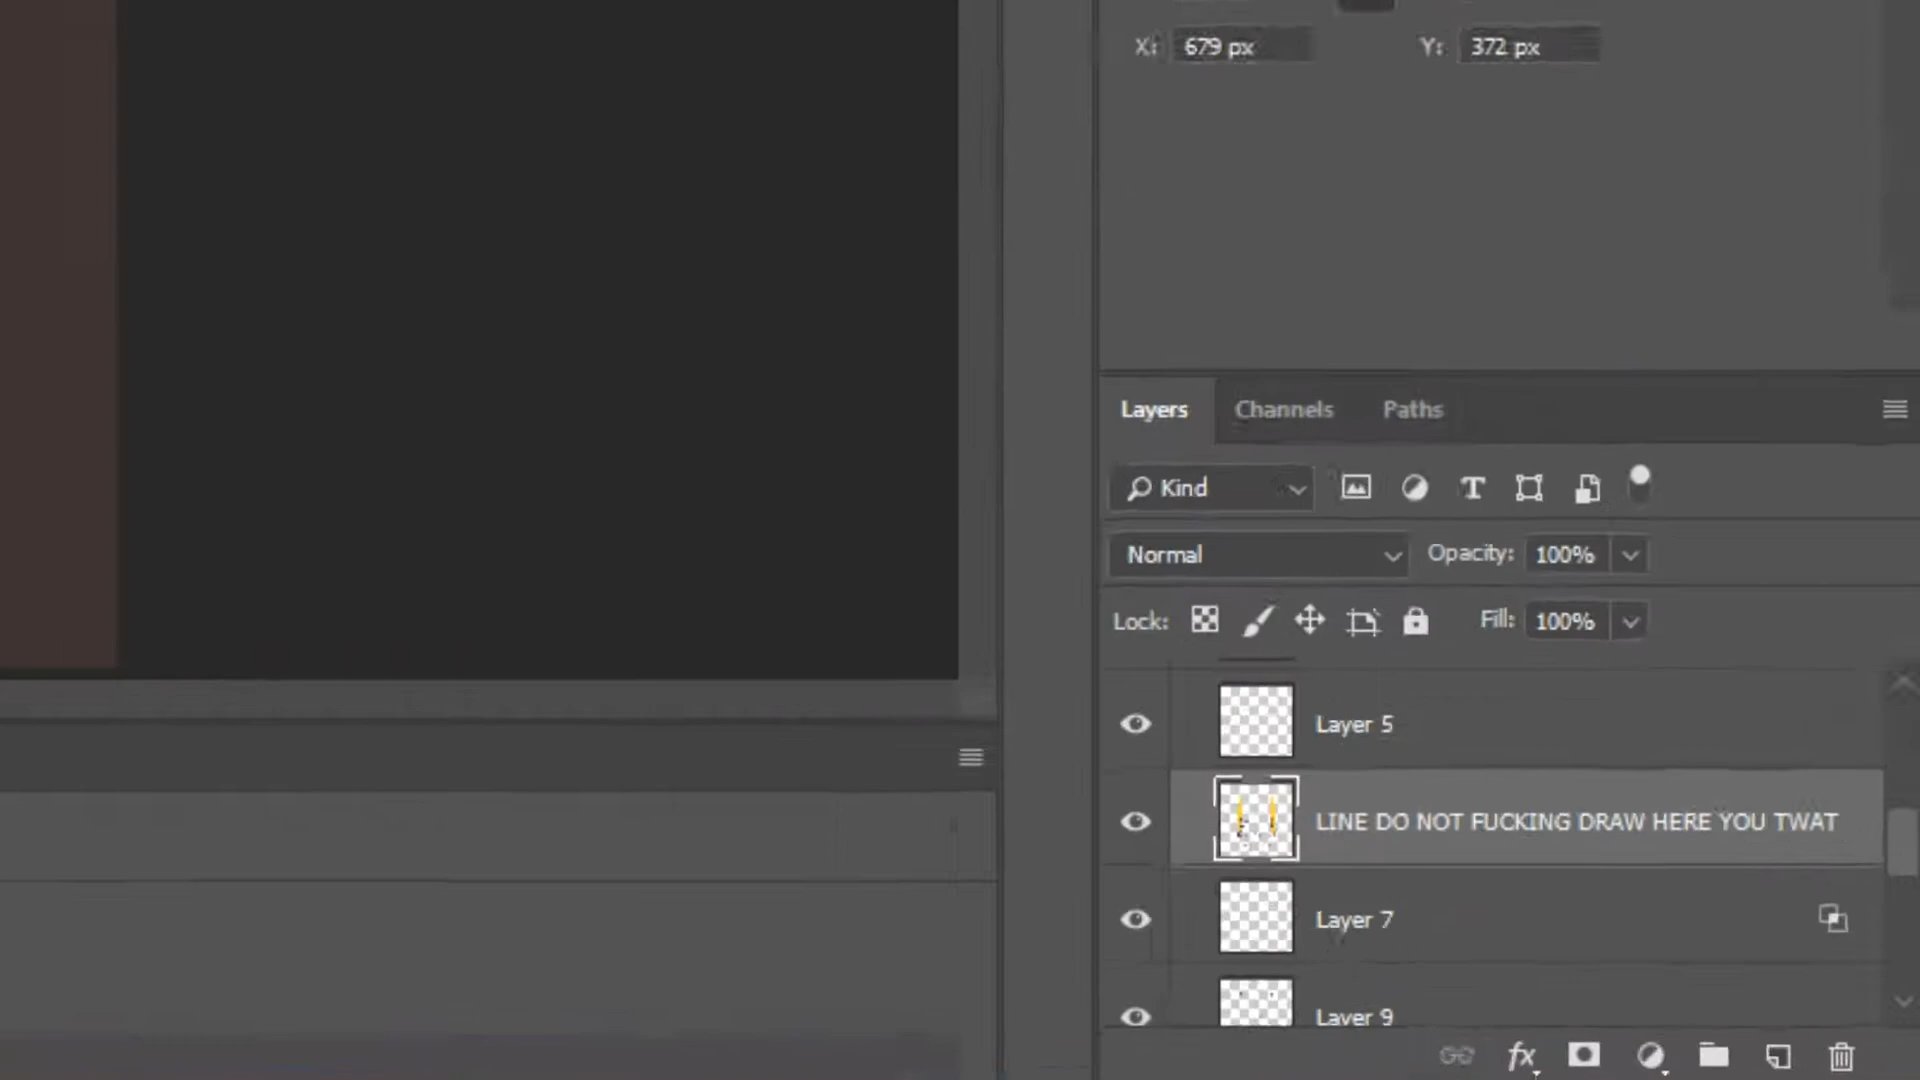 X: 679 px Y: 372 px
Layers Channels Paths
Kind
Normal Opacity: 100%
Lock: Fill: 100%
Layer 5
LINE DO NOT FUCKING DRAW HERE YOU TWAT
Layer 7
Layer 9
fx